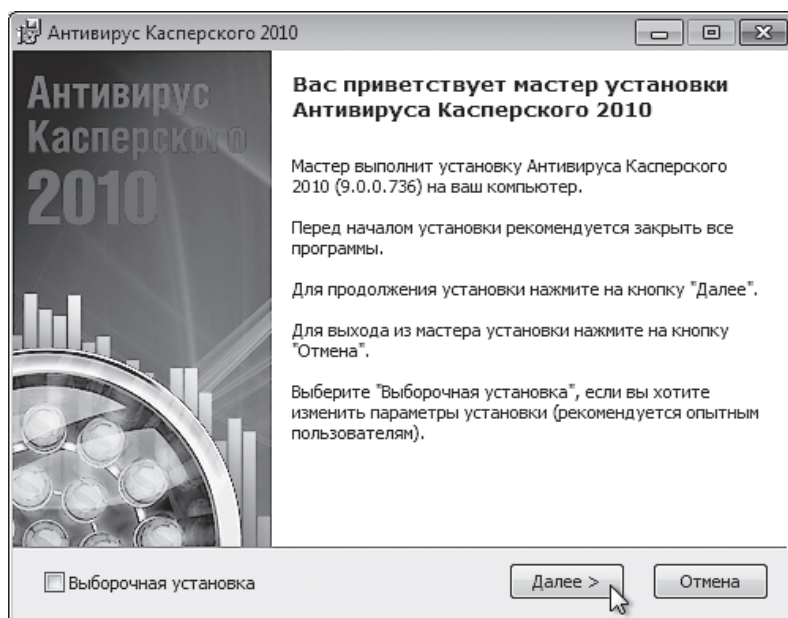 Антивирус Касперского 2010
Антивирус
Касперского
2010
Вас приветствует мастер установки
Антивируса Касперского 2010
Мастер выполнит установку Антивируса Касперского
2010 (9.0.0.736) на ваш компьютер.
Перед началом установки рекомендуется закрыть все
программы.
Для продолжения установки нажмите на кнопку "Далее".
Для выхода из мастера установки нажмите на кнопку
"Отмена".
Выберите "Выборочная установка", если вы хотите
изменить параметры установки (рекомендуется опытным
пользователям).
Выборочная установка
Далее >
Отмена